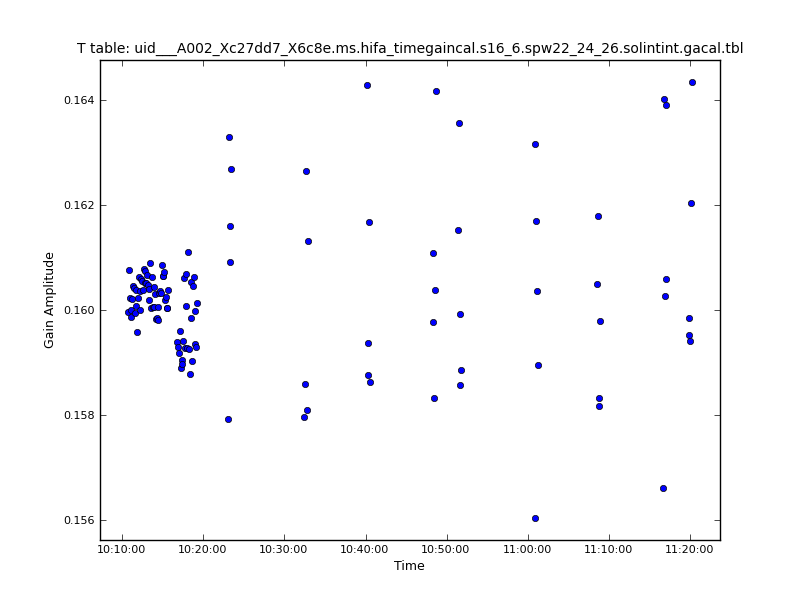 T table: uid___A002_Xc27dd7_X6c8e.ms.hifa_timegaincal.s16_6.spw22_24_26.solintint.gacal.tbl
0.164
0.162
0.160
0.158
0.156
Gain Amplitude
10:10:00 10:20:00 10:30:00 10:40:00 10:50:00 11:00:00 11:10:00 11:20:00
Time